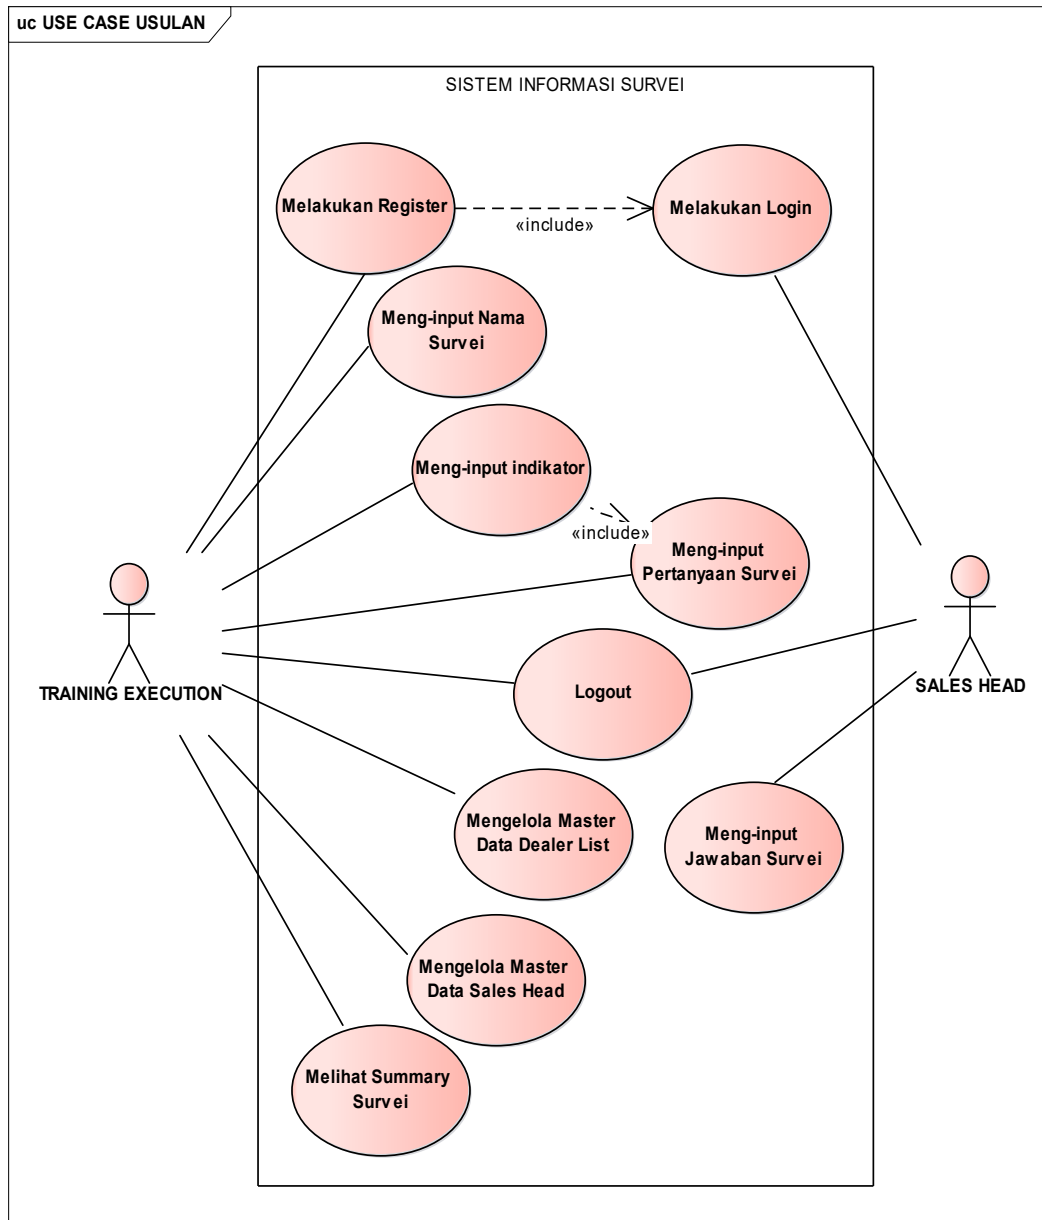 uc USE CASE USULAN
SISTEM INFORMASI SURVEI
Melakukan Register
«include»
Melakukan Login
Meng-input Nama
Survei
Meng-input indikator
«include»
Meng-input
Pertanyaan Survei
TRAINING EXECUTION
Logout
SALES HEAD
Mengelola Master
Data Dealer List
Meng-input
Jawaban Survei
Mengelola Master
Data Sales Head
Melihat Summary
Survei